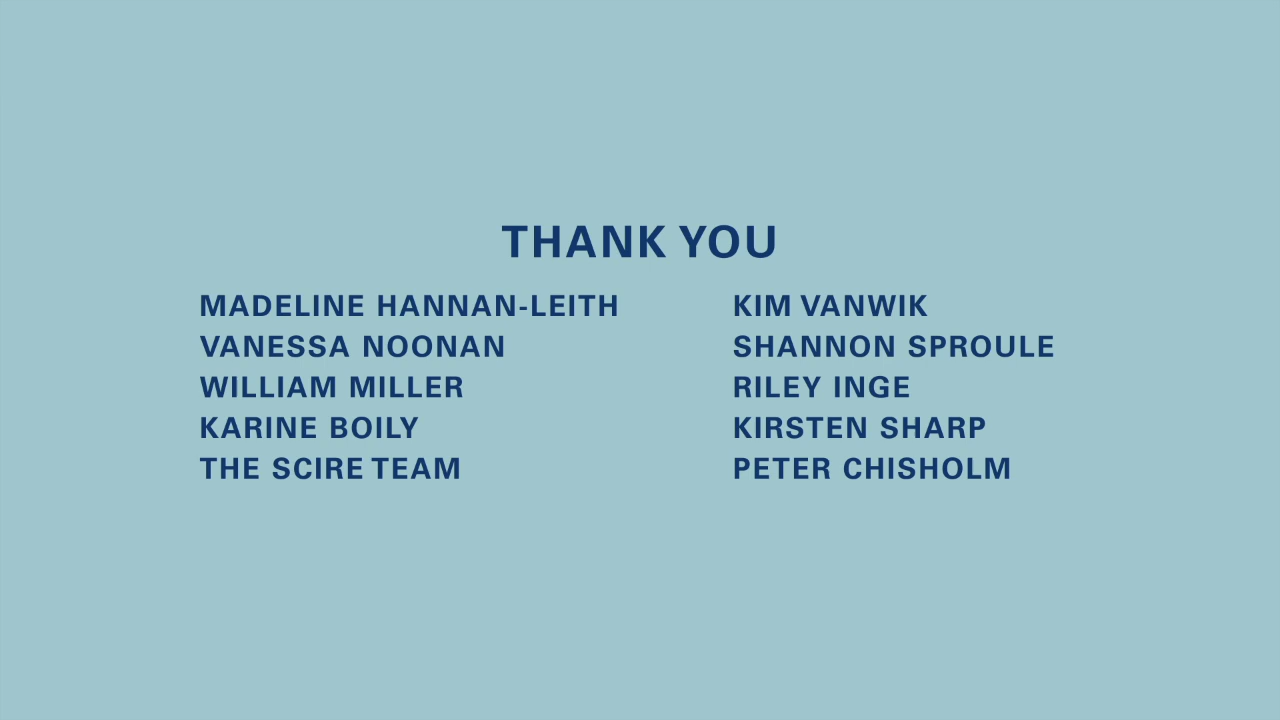 THANK YOU
MADELINE HANNAN-LEITH
VANESSA NOONAN
WILLIAM MILLER
KARINE BOILY
THE SCIRE TEAM
KIM VANWIK
SHANNON SPROULE
RILEY INGE
KIRSTEN SHARP
PETER CHISHOLM